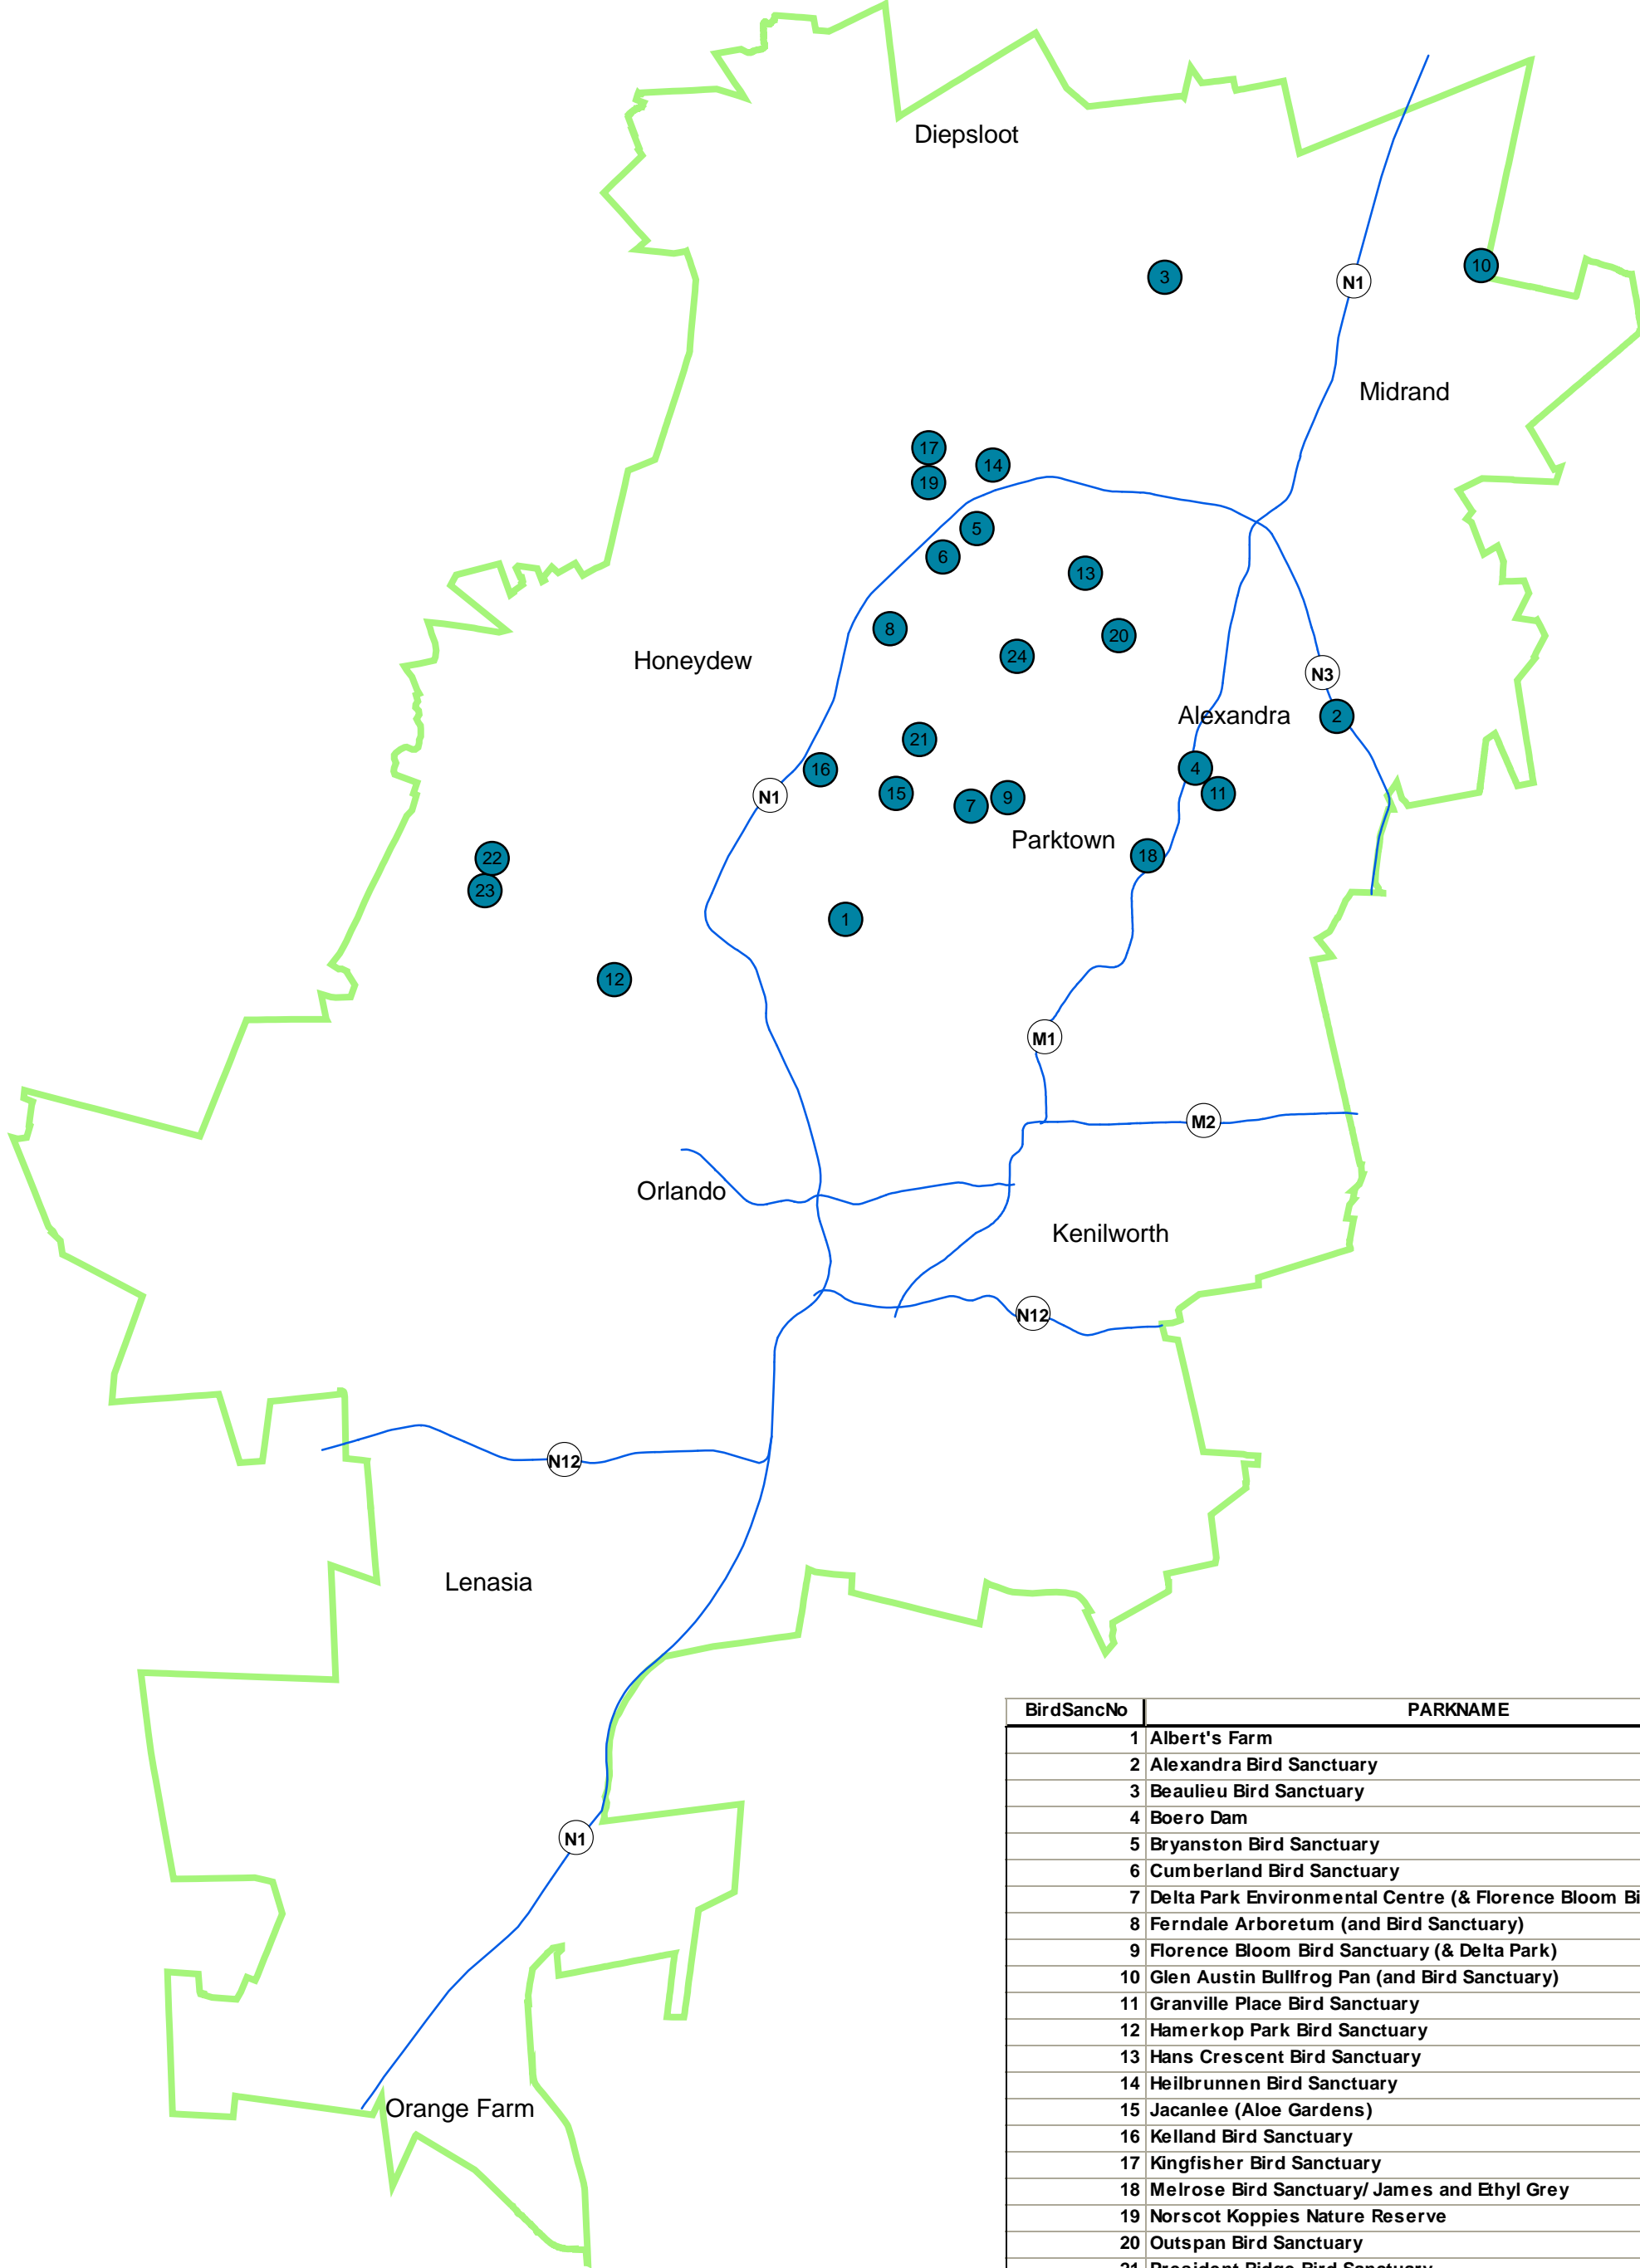 Diepsloot
3
N1
10
Midrand
17
14
19
5
6
13
8
20
24
Honeydew
N3
Alexandra
2
21
4
16
11
15
9
7
N1
Parktown
18
22
23
1
12
M1
M2
Orlando
Kenilworth
N12
N12
Lenasia
N1
Orange Farm
BirdSancNo PARKNAME
1 Albert's Farm
2 Alexandra Bird Sanctuary
3 Beaulieu Bird Sanctuary
4 Boero Dam
5 Bryanston Bird Sanctuary
6 Cumberland Bird Sanctuary
7 Delta Park Environmental Centre (& Florence Bloom Bi
8 Ferndale Arboretum (and Bird Sanctuary)
9 Florence Bloom Bird Sanctuary (& Delta Park)
10 Glen Austin Bullfrog Pan (and Bird Sanctuary)
11 Granville Place Bird Sanctuary
12 Hamerkop Park Bird Sanctuary
13 Hans Crescent Bird Sanctuary
14 Heilbrunnen Bird Sanctuary
15 Jacanlee (Aloe Gardens)
16 Kelland Bird Sanctuary
17 Kingfisher Bird Sanctuary
18 Melrose Bird Sanctuary/ James and Ethyl Grey
19 Norscot Koppies Nature Reserve
20 Outspan Bird Sanctuary
21 President Ridge Bird Sanctuary